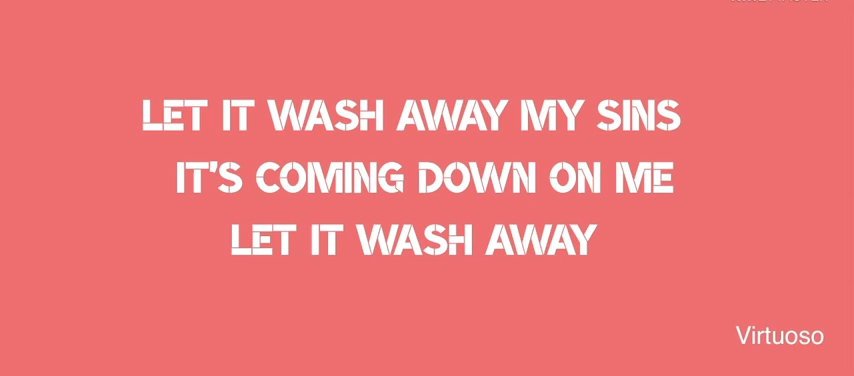 LET IT WASH AWAY MY SINS
IT'S COMING DOWN ON ME
LET IT WASH AWAY
Virtuoso